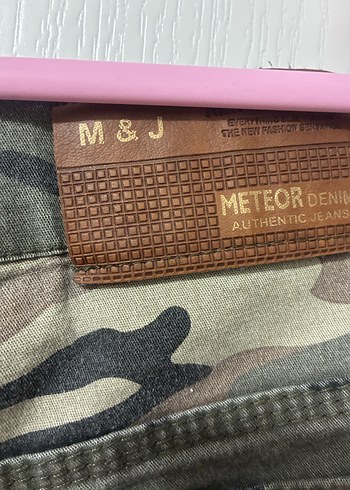 M & J
THE NEW FASHION
METEOR DENIM
AUTHENTIC JEANS